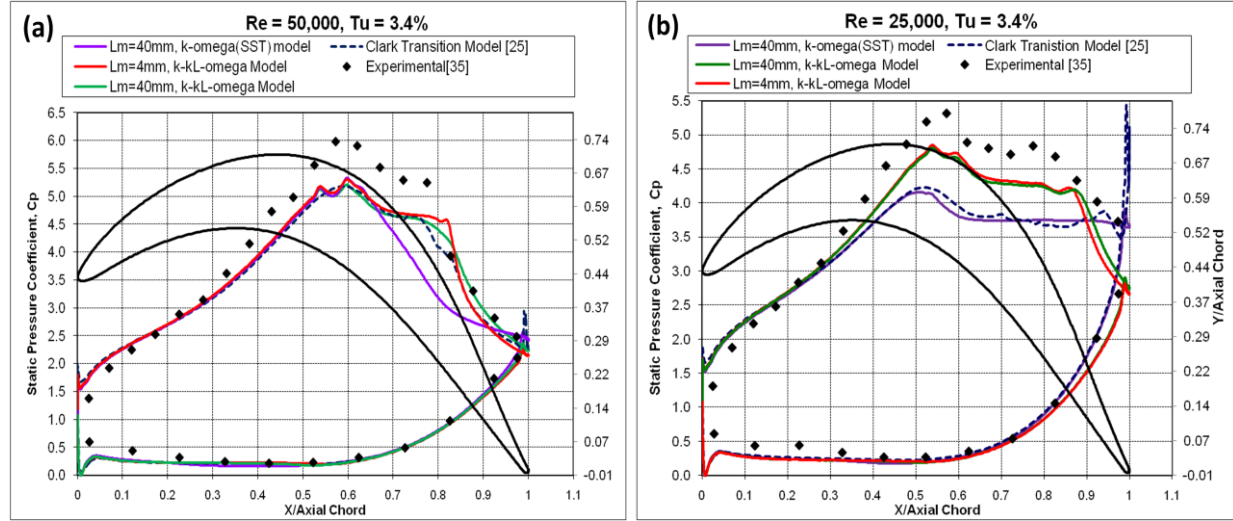 (a)
Re = 50,000, Tu = 3.4%
Lm=40mm, k-omega(SST) model
Clark Transition Model [25]
Lm=4mm, k-kL-omega Model
Experimental[35]
Lm=40mm, k-kL-omega Model
Static Pressure Coefficient, Cp
6.5
6.0
5.5
5.0
4.5
4.0
3.5
3.0
2.5
2.0
1.5
1.0
0.5
0.0
0.74
0.67
0.59
0.52
0.44
0.37
0.29
0.22
0.14
0.07
-0.01
0 0.1 0.2 0.3 0.4 0.5 0.6 0.7 0.8 0.9 1 1.1
X/Axial Chord
(b)
Re = 25,000, Tu = 3.4%
Lm=40mm, k-omega(SST) model
Clark Tranistion Model [25]
Lm=40mm, k-kL-omega Model
Experimental[35]
Lm=4mm, k-kL-omega Model
Static Pressure Coefficient, Cp
5.5
5.0
4.5
4.0
3.5
3.0
2.5
2.0
1.5
1.0
0.5
0.0
0.74
0.67
0.59
0.52
0.44
0.37
0.29
0.22
0.14
0.07
-0.01
Y/Axial Chord
0 0.1 0.2 0.3 0.4 0.5 0.6 0.7 0.8 0.9 1 1.1
X/Axial Chord